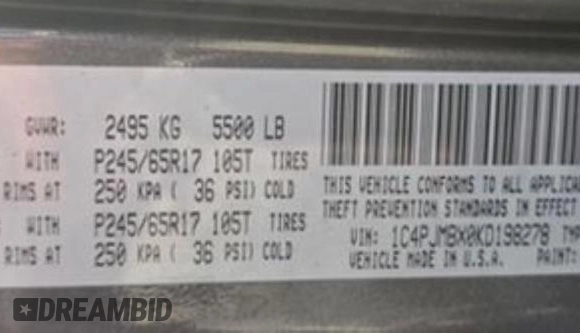 GVWR: 2495 KG 5500 LB
WITH P245/65R17 105T TIRES
RIMS AT 250 KPA ( 36 PSI) COLD
WITH P245/65R17 105T TIRES
RIMS AT 250 KPA ( 36 PSI) COLD
THIS VEHICLE CONFORMS TO ALL APPLICA
THEFT PREVENTION STANDARDS IN EFFECT
VIN: 1C4PJMBX0KD198278 TYP
VEHICLE MADE IN U.S.A. PAINT:
DREAMBID